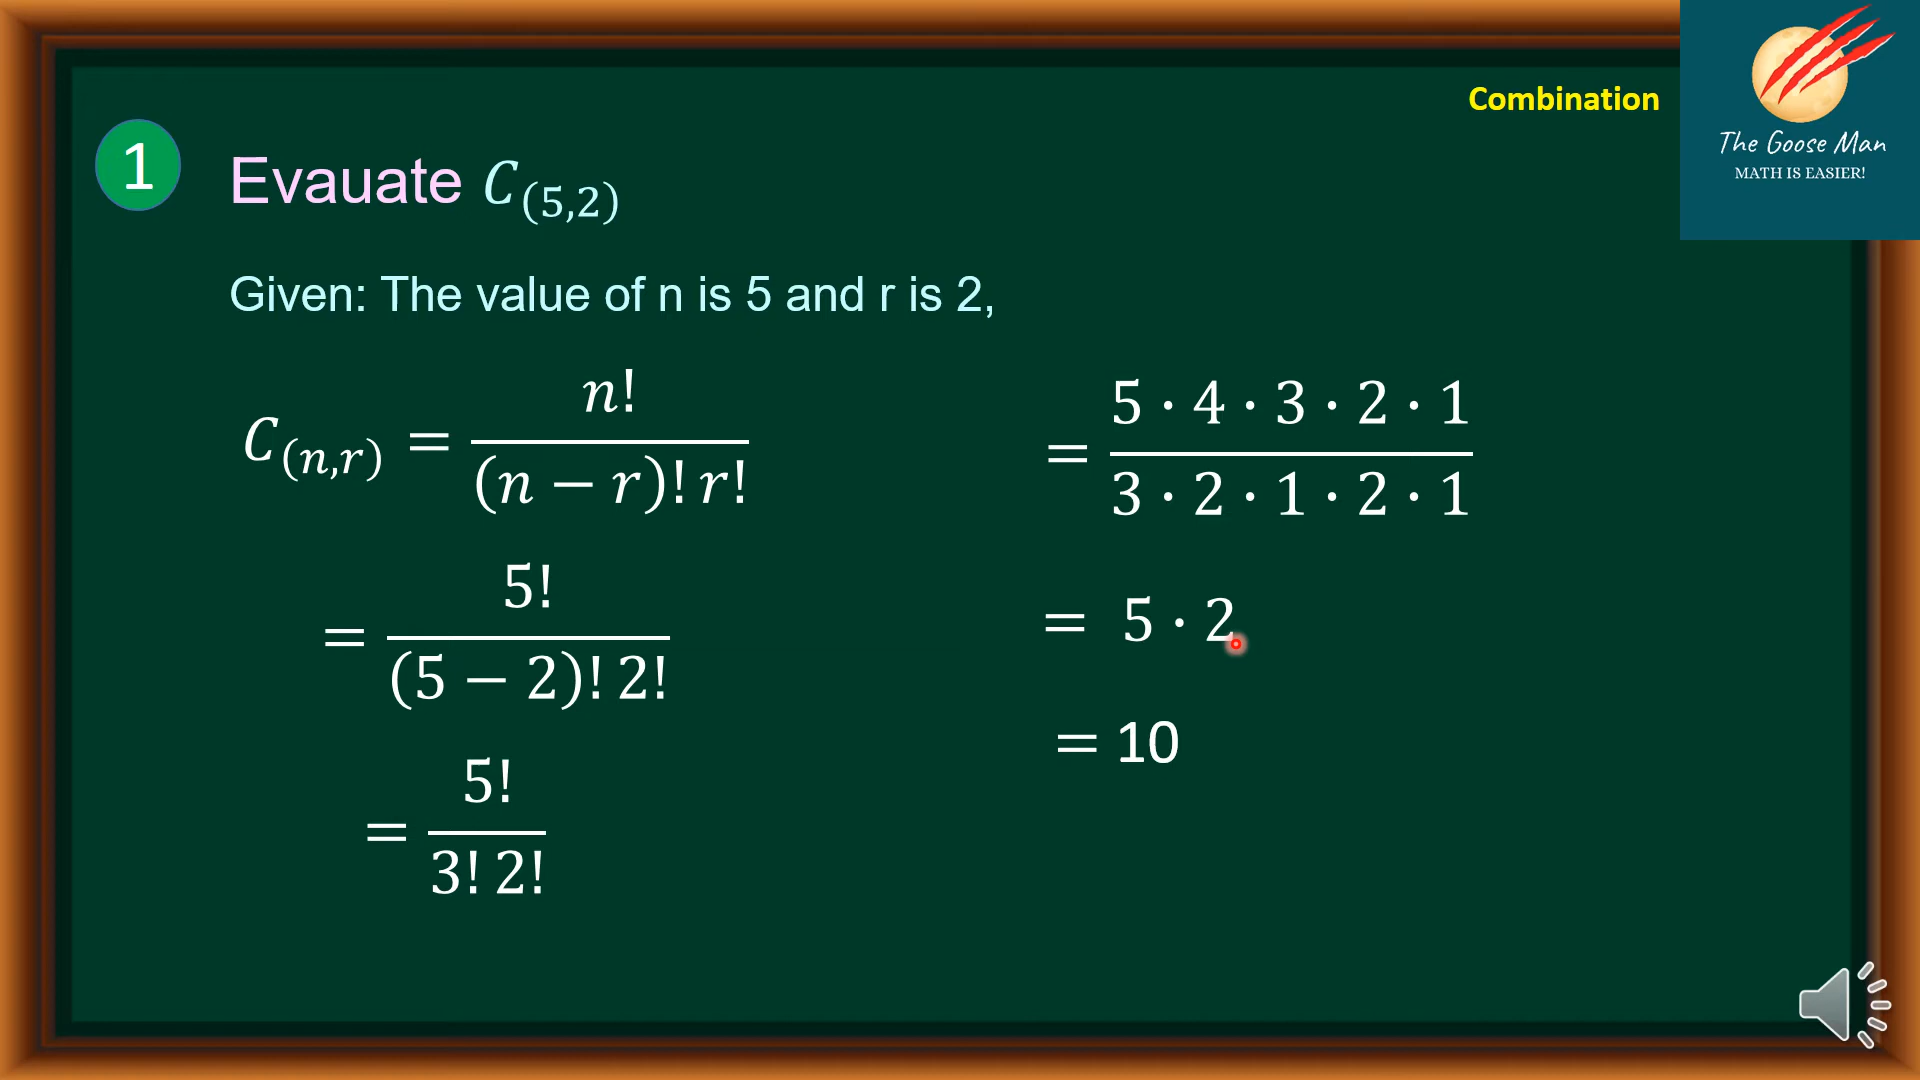 Combination
The Goose Man
MATH IS EASIER!
1
Evauate C₍₅,₂₎
Given: The value of n is 5 and r is 2,
C₍ₙ,ᵣ₎ = n! / (n − r)! r!
= 5! / (5 − 2)! 2!
= 5! / 3! 2!
= 5 · 4 · 3 · 2 · 1 / 3 · 2 · 1 · 2 · 1
= 5 · 2
= 10